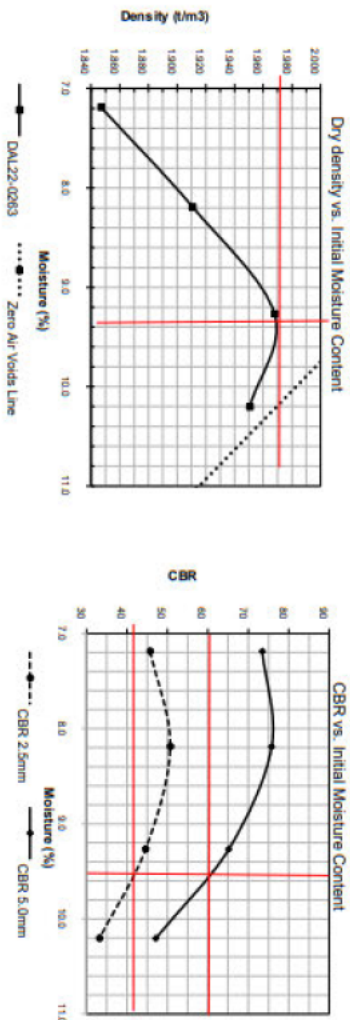 Dry density vs. Initial Moisture Content
Density (t/m3)
2.000
1.980
1.960
1.940
1.920
1.900
1.880
1.860
1.840
7.0 8.0 9.0 10.0 11.0
Moisture (%)
DAL22-0263 Zero Air Voids Line
CBR vs. Initial Moisture Content
CBR
90
80
70
60
50
40
30
7.0 8.0 9.0 10.0 11.0
Moisture (%)
CBR 2.5mm CBR 5.0mm